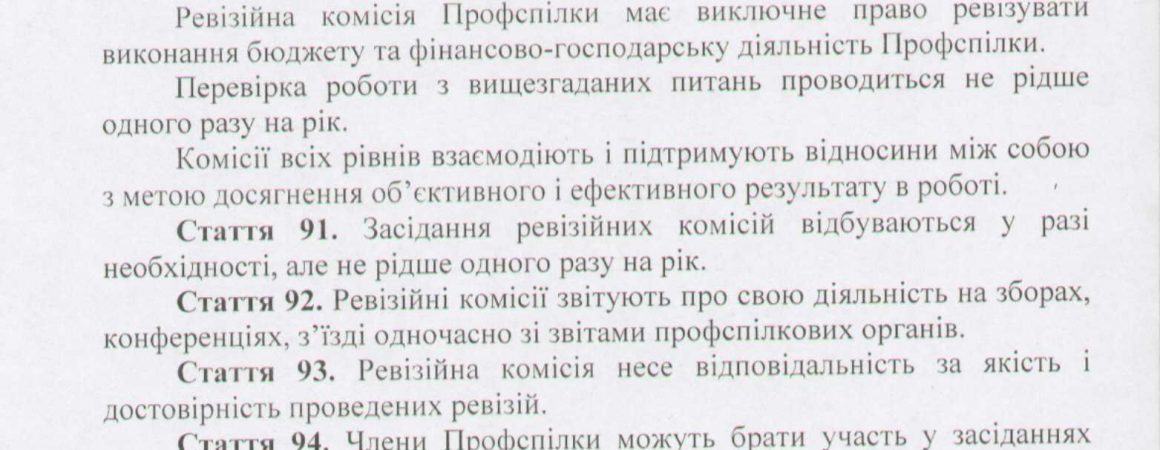 Ревізійна комісія Профспілки має виключне право ревізувати
виконання бюджету та фінансово-господарську діяльність Профспілки.
Перевірка роботи з вищезгаданих питань проводиться не рідше
одного разу на рік.
Комісії всіх рівнів взаємодіють і підтримують відносини між собою
з метою досягнення об’єктивного і ефективного результату в роботі.
Стаття 91. Засідання ревізійних комісій відбуваються у разі
необхідності, але не рідше одного разу на рік.
Стаття 92. Ревізійні комісії звітують про свою діяльність на зборах,
конференціях, з’їзді одночасно зі звітами профспілкових органів.
Стаття 93. Ревізійна комісія несе відповідальність за якість і
достовірність проведених ревізій.
Стаття 94. Члени Профспілки можуть брати участь у засіданнях